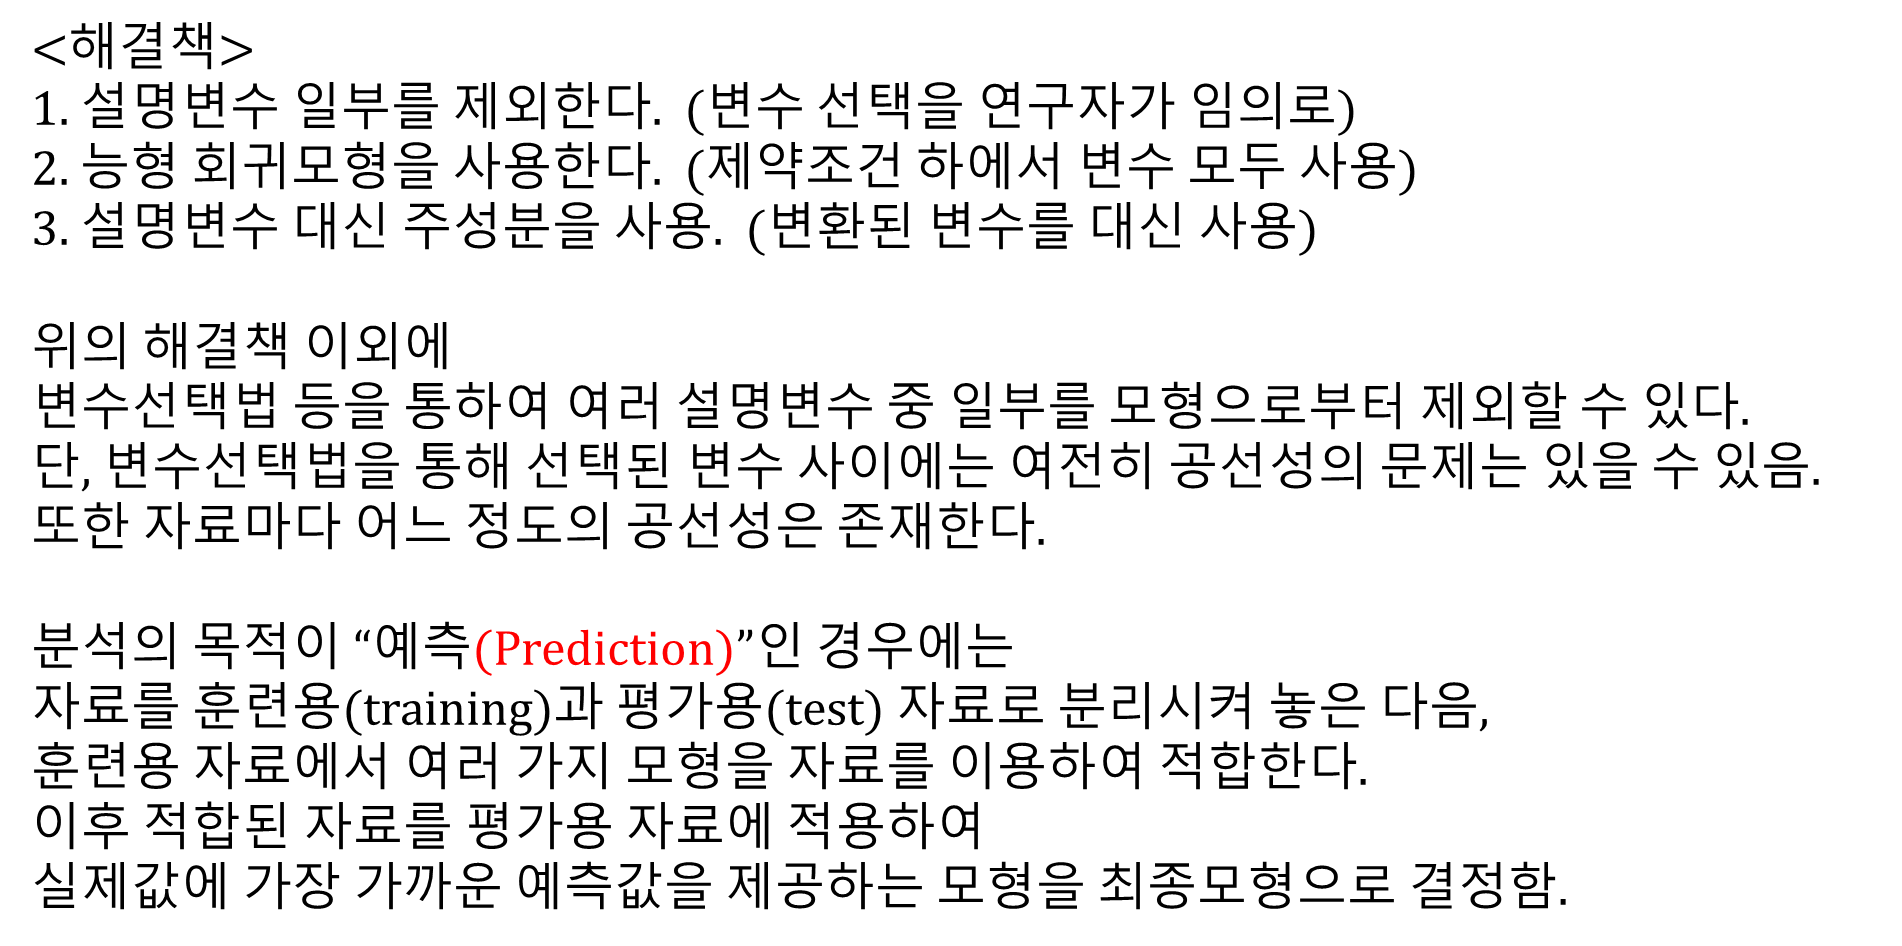 <해결책>
1. 설명변수 일부를 제외한다. (변수 선택을 연구자가 임의로)
2. 능형 회귀모형을 사용한다. (제약조건 하에서 변수 모두 사용)
3. 설명변수 대신 주성분을 사용. (변환된 변수를 대신 사용)
위의 해결책 이외에
변수선택법 등을 통하여 여러 설명변수 중 일부를 모형으로부터 제외할 수 있다.
단, 변수선택법을 통해 선택된 변수 사이에는 여전히 공선성의 문제는 있을 수 있음.
또한 자료마다 어느 정도의 공선성은 존재한다.
분석의 목적이 “예측(Prediction)”인 경우에는
자료를 훈련용(training)과 평가용(test) 자료로 분리시켜 놓은 다음,
훈련용 자료에서 여러 가지 모형을 자료를 이용하여 적합한다.
이후 적합된 자료를 평가용 자료에 적용하여
실제값에 가장 가까운 예측값을 제공하는 모형을 최종모형으로 결정함.